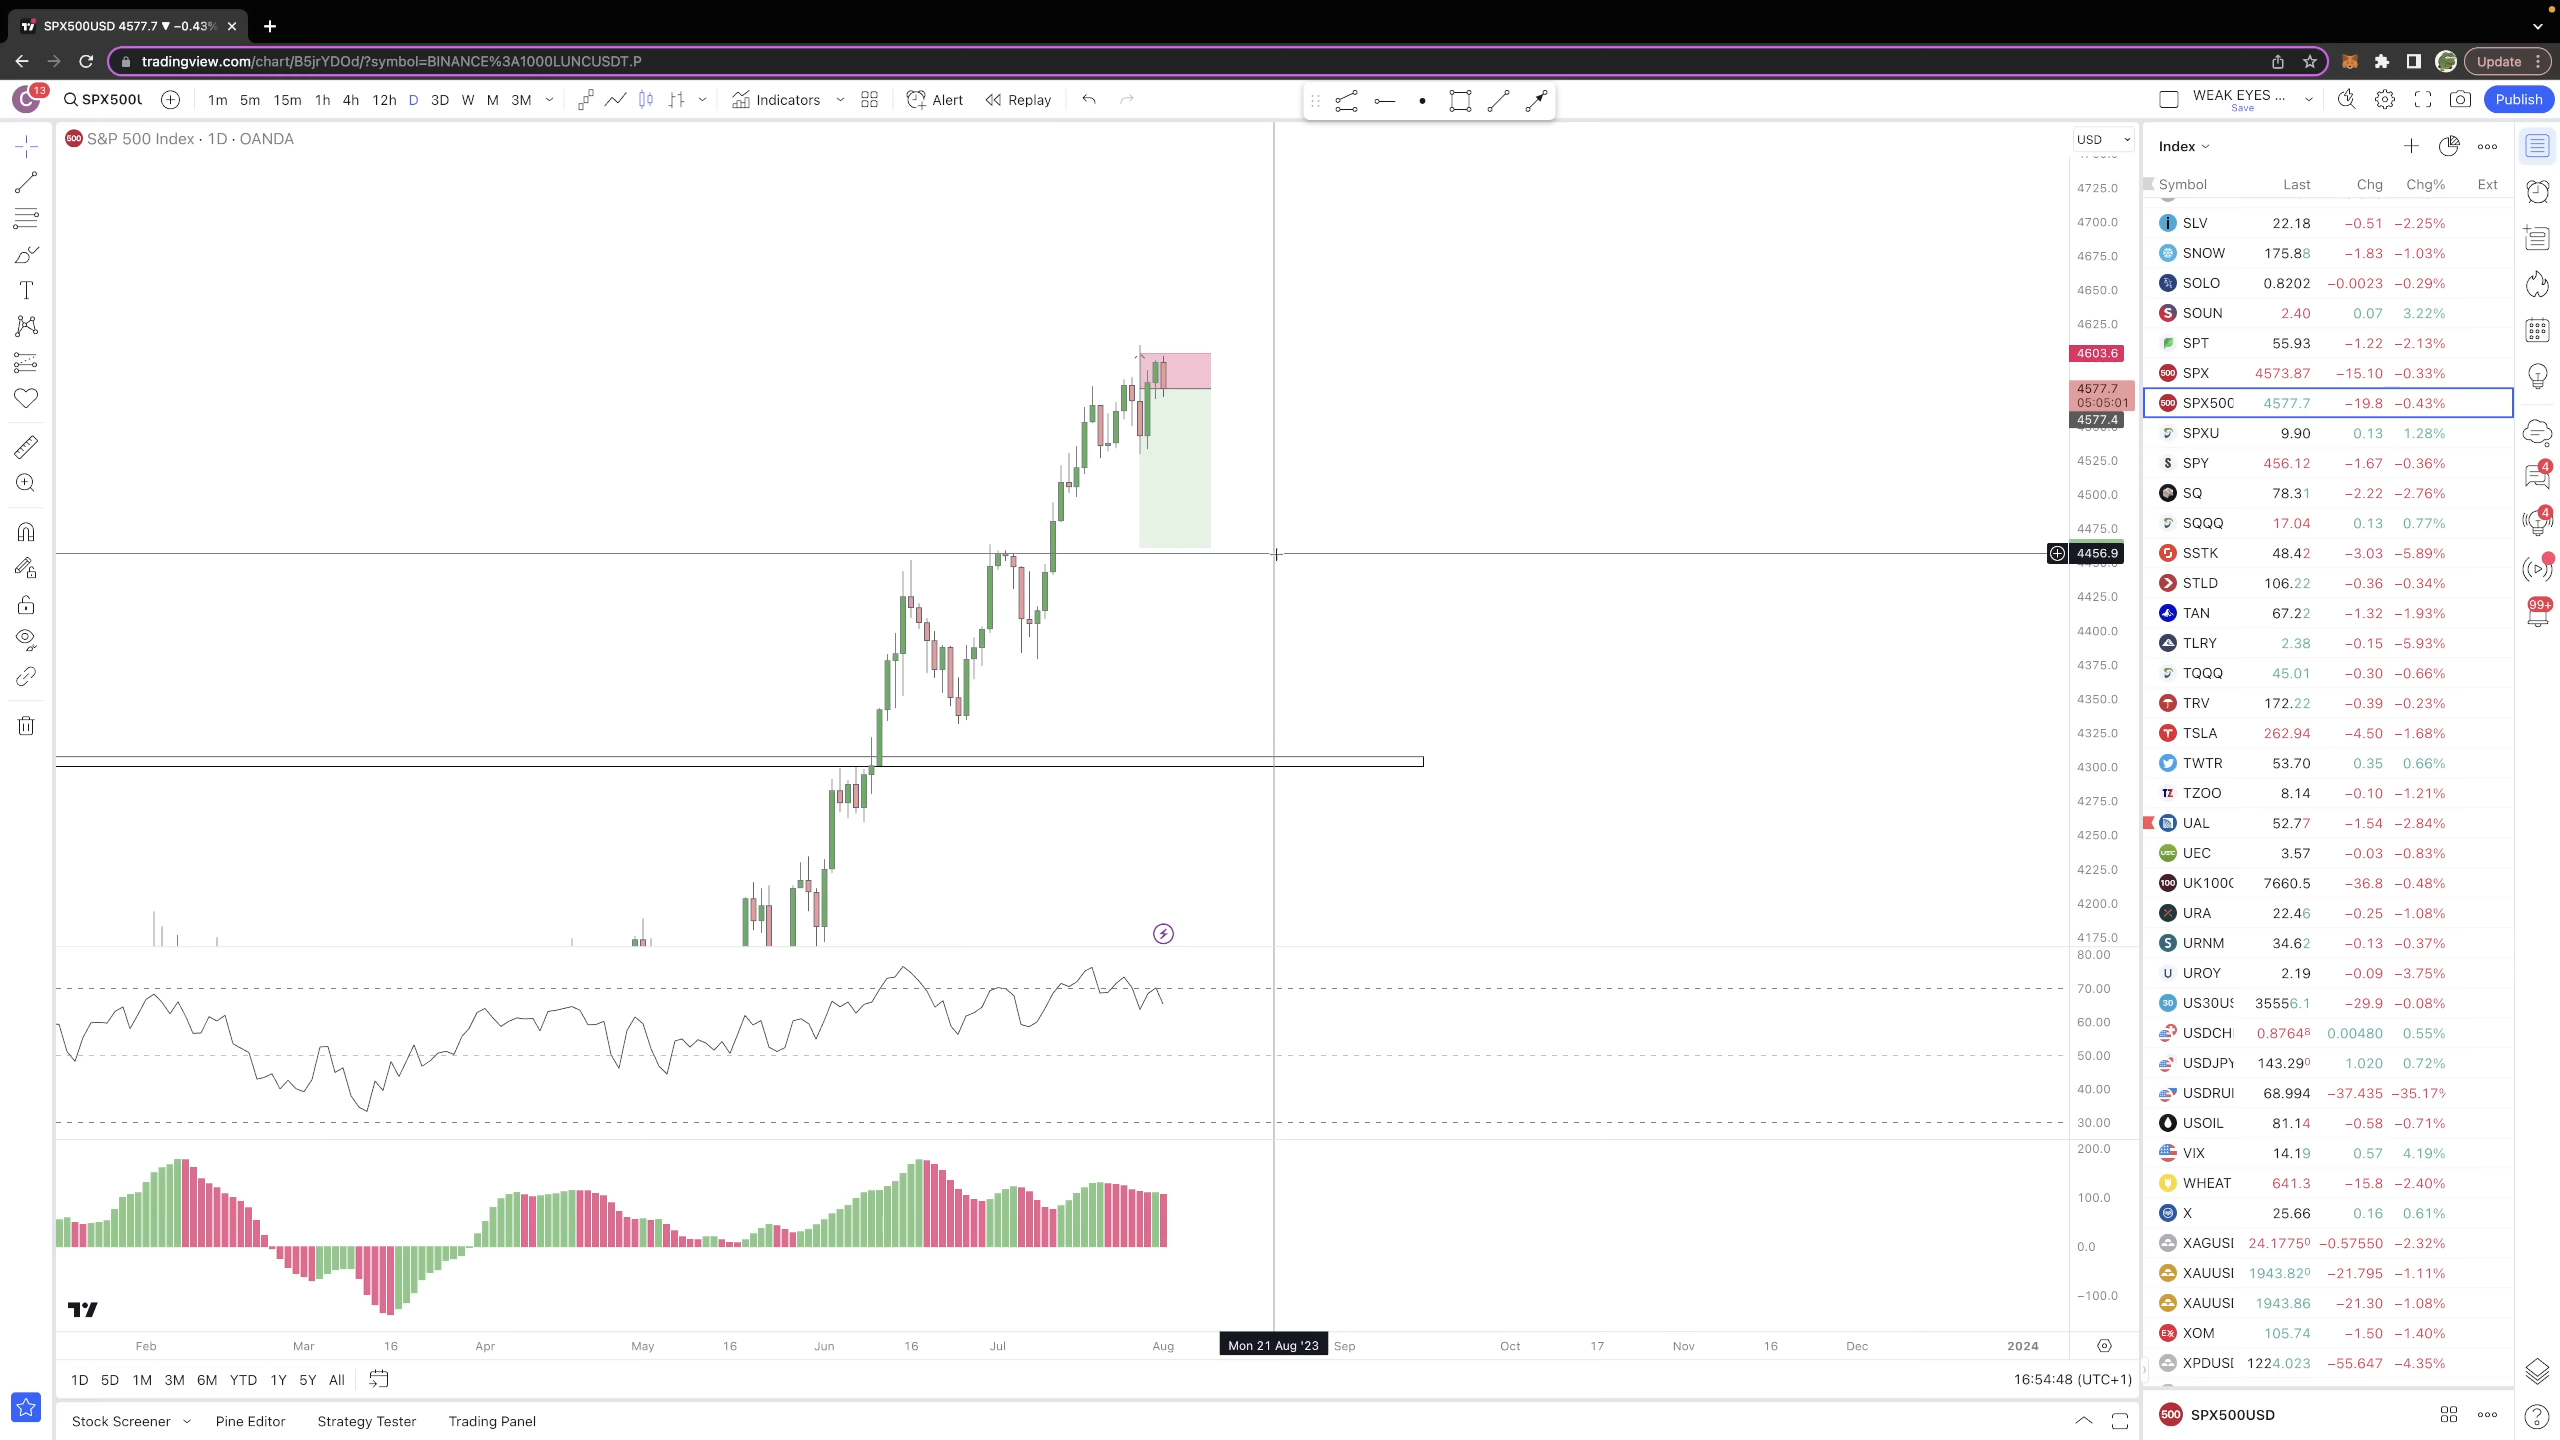 SPX500USD 4577.7 ▼ −0.43%
tradingview.com/chart/B5jrYDOd/?symbol=BINANCE%3A1000LUNCUSDT.P
Update
C 13 SPX500U 1m 5m 15m 1h 4h 12h D 3D W M 3M Indicators Alert Replay WEAK EYES ... Save Publish
500 S&P 500 Index · 1D · OANDA
USD
4725.0
4700.0
4675.0
4650.0
4625.0
4603.6
4577.7
05:05:01
4577.4
4525.0
4500.0
4475.0
4456.9
4425.0
4400.0
4375.0
4350.0
4325.0
4300.0
4275.0
4250.0
4225.0
4200.0
4175.0
80.00
70.00
60.00
50.00
40.00
30.00
200.0
100.0
0.0
−100.0
Feb Mar 16 Apr May 16 Jun 16 Jul Aug Mon 21 Aug '23 Sep Oct 17 Nov 16 Dec 2024
1D 5D 1M 3M 6M YTD 1Y 5Y All 16:54:48 (UTC+1)
Stock Screener Pine Editor Strategy Tester Trading Panel
Index
Symbol Last Chg Chg% Ext
SLV 22.18 −0.51 −2.25%
SNOW 175.88 −1.83 −1.03%
SOLO 0.8202 −0.0023 −0.29%
SOUN 2.40 0.07 3.22%
SPT 55.93 −1.22 −2.13%
500 SPX 4573.87 −15.10 −0.33%
500 SPX500 4577.7 −19.8 −0.43%
SPXU 9.90 0.13 1.28%
SPY 456.12 −1.67 −0.36%
SQ 78.31 −2.22 −2.76%
SQQQ 17.04 0.13 0.77%
SSTK 48.42 −3.03 −5.89%
STLD 106.22 −0.36 −0.34%
TAN 67.22 −1.32 −1.93%
TLRY 2.38 −0.15 −5.93%
TQQQ 45.01 −0.30 −0.66%
TRV 172.22 −0.39 −0.23%
TSLA 262.94 −4.50 −1.68%
TWTR 53.70 0.35 0.66%
TZ TZOO 8.14 −0.10 −1.21%
UAL 52.77 −1.54 −2.84%
UEC UEC 3.57 −0.03 −0.83%
100 UK100 7660.5 −36.8 −0.48%
URA 22.46 −0.25 −1.08%
S URNM 34.62 −0.13 −0.37%
U UROY 2.19 −0.09 −3.75%
30 US30US 35556.1 −29.9 −0.08%
USDCH 0.87648 0.00480 0.55%
USDJPY 143.290 1.020 0.72%
USDRU 68.994 −37.435 −35.17%
USOIL 81.14 −0.58 −0.71%
VIX 14.19 0.57 4.19%
WHEAT 641.3 −15.8 −2.40%
X 25.66 0.16 0.61%
XAGUS 24.17750 −0.57550 −2.32%
XAUUS 1943.820 −21.795 −1.11%
XAUUS 1943.86 −21.30 −1.08%
XOM 105.74 −1.50 −1.40%
XPDUS 1224.023 −55.647 −4.35%
500 SPX500USD
4
4
99+